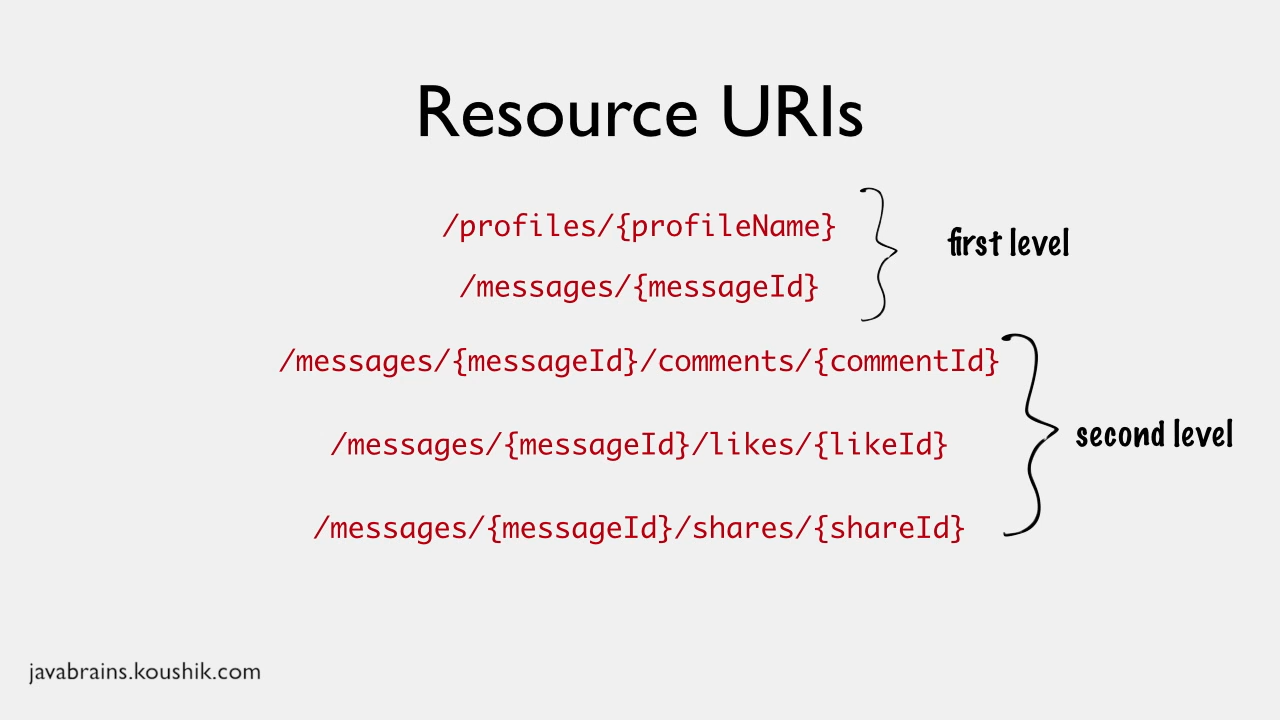 Resource URIs
/profiles/{profileName}
/messages/{messageId}
first level
/messages/{messageId}/comments/{commentId}
/messages/{messageId}/likes/{likeId}
/messages/{messageId}/shares/{shareId}
second level
javabrains.koushik.com